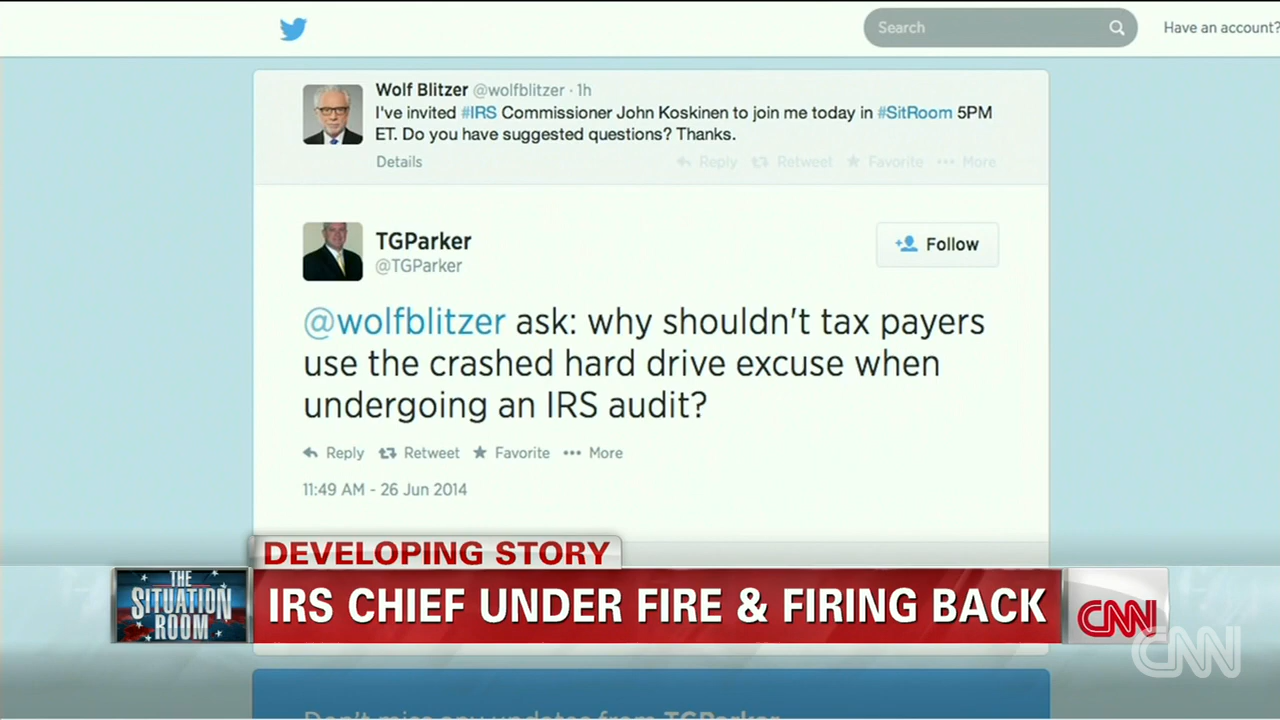 Search
Have an account?
Wolf Blitzer @wolfblitzer · 1h
I've invited #IRS Commissioner John Koskinen to join me today in #SitRoom 5PM
ET. Do you have suggested questions? Thanks.
Details
Reply Retweet Favorite ••• More
TGParker
@TGParker
Follow
@wolfblitzer ask: why shouldn't tax payers
use the crashed hard drive excuse when
undergoing an IRS audit?
Reply Retweet Favorite ••• More
11:49 AM - 26 Jun 2014
DEVELOPING STORY
THE
SITUATION
ROOM
IRS CHIEF UNDER FIRE & FIRING BACK
CNN
CNN
Don't miss any updates from TGParker